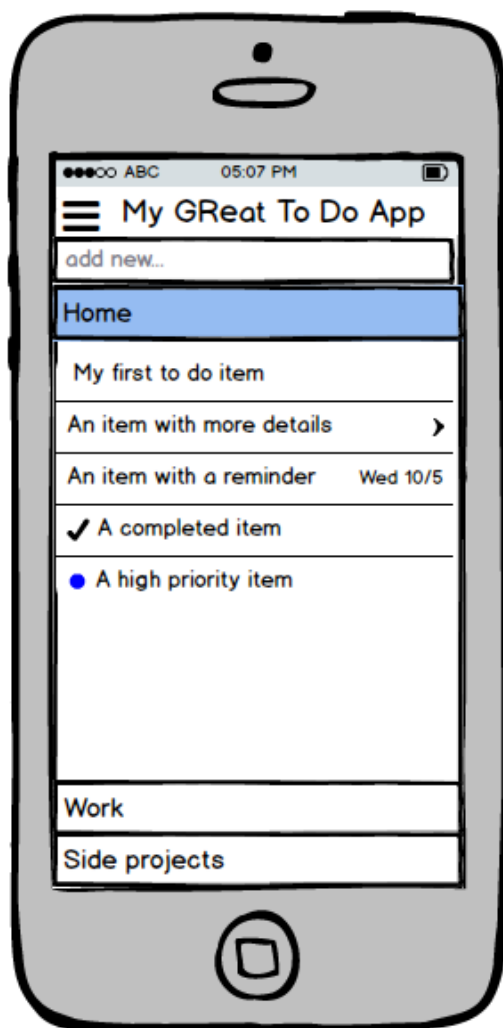 ABC 05:07 PM
My GReat To Do App
add new...
Home
My first to do item
An item with more details
An item with a reminder Wed 10/5
A completed item
A high priority item
Work
Side projects